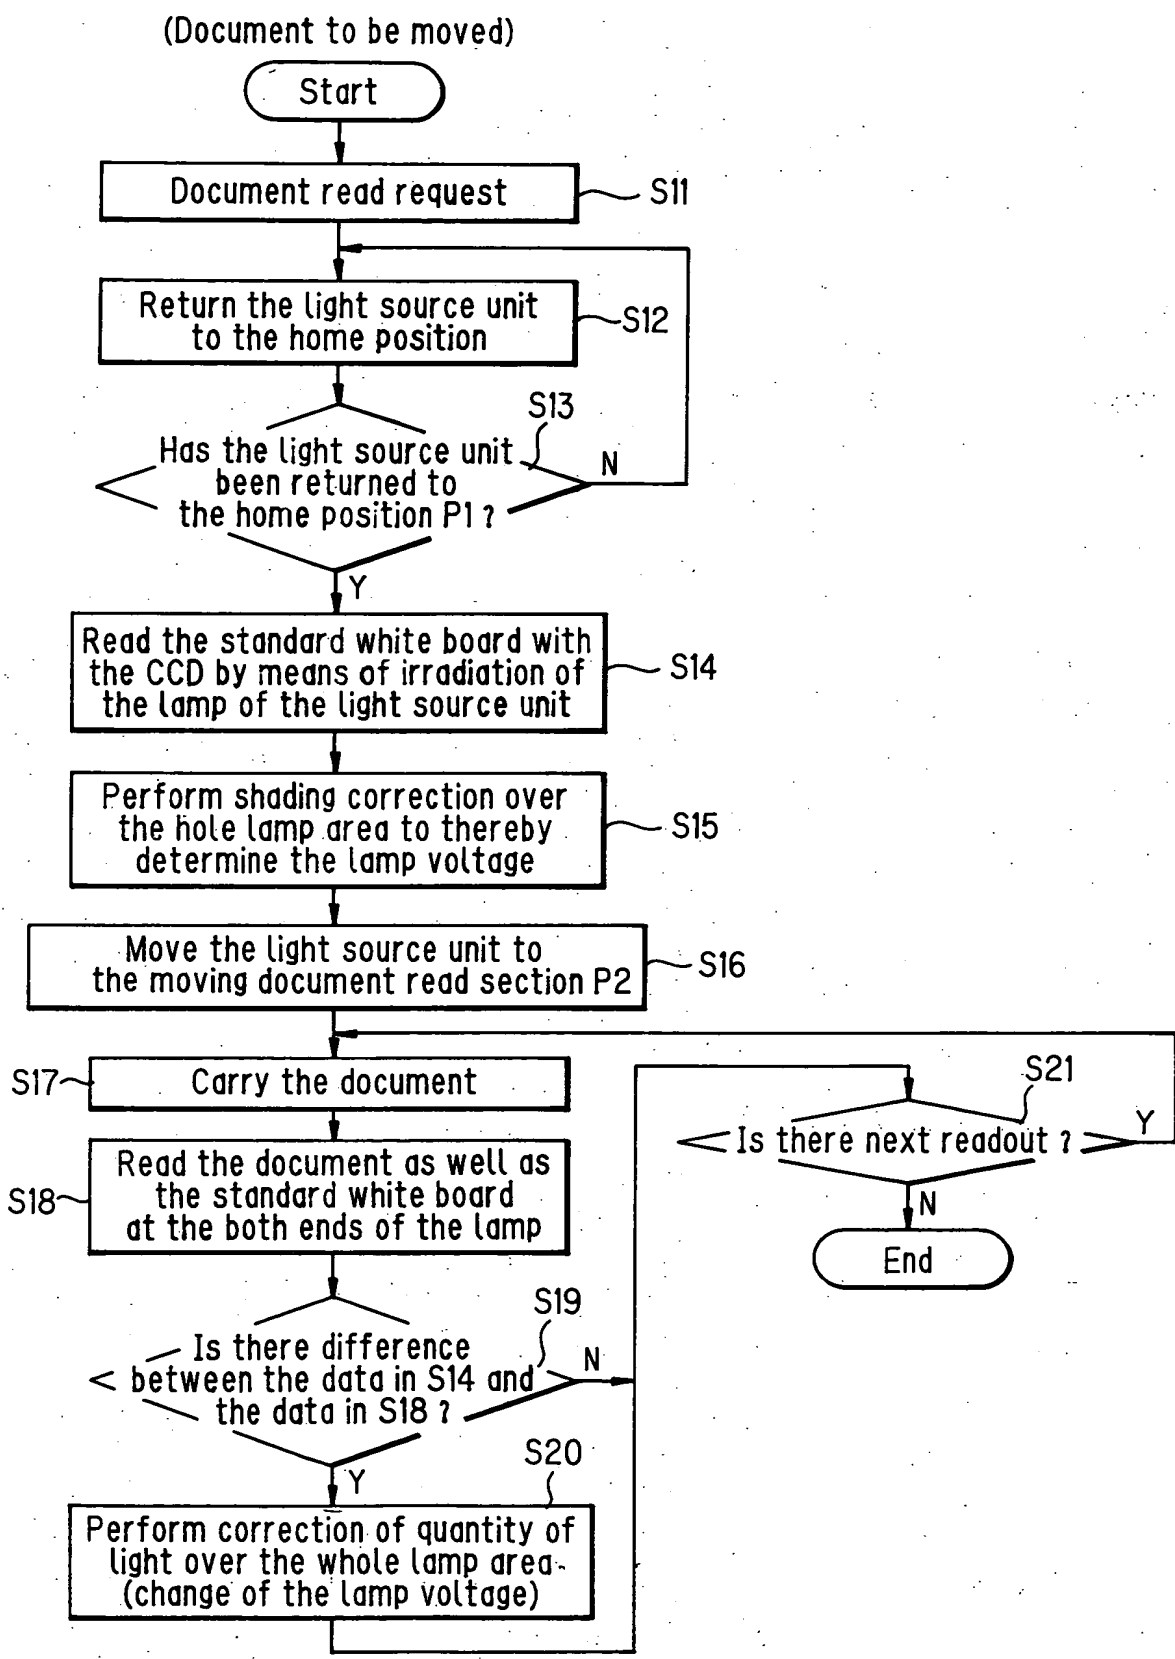 (Document to be moved)
Start
Document read request
S11
Return the light source unit
to the home position
S12
S13
Has the light source unit
been returned to
the home position P1 ?
N
Y
Read the standard white board with
the CCD by means of irradiation of
the lamp of the light source unit
S14
Perform shading correction over
the hole lamp area to thereby
determine the lamp voltage
S15
Move the light source unit to
the moving document read section P2
S16
S17
Carry the document
S18
Read the document as well as
the standard white board
at the both ends of the lamp
S19
Is there difference
between the data in S14 and
the data in S18 ?
N
Y
S20
Perform correction of quantity of
light over the whole lamp area
(change of the lamp voltage)
S21
Is there next readout ?
Y
N
End